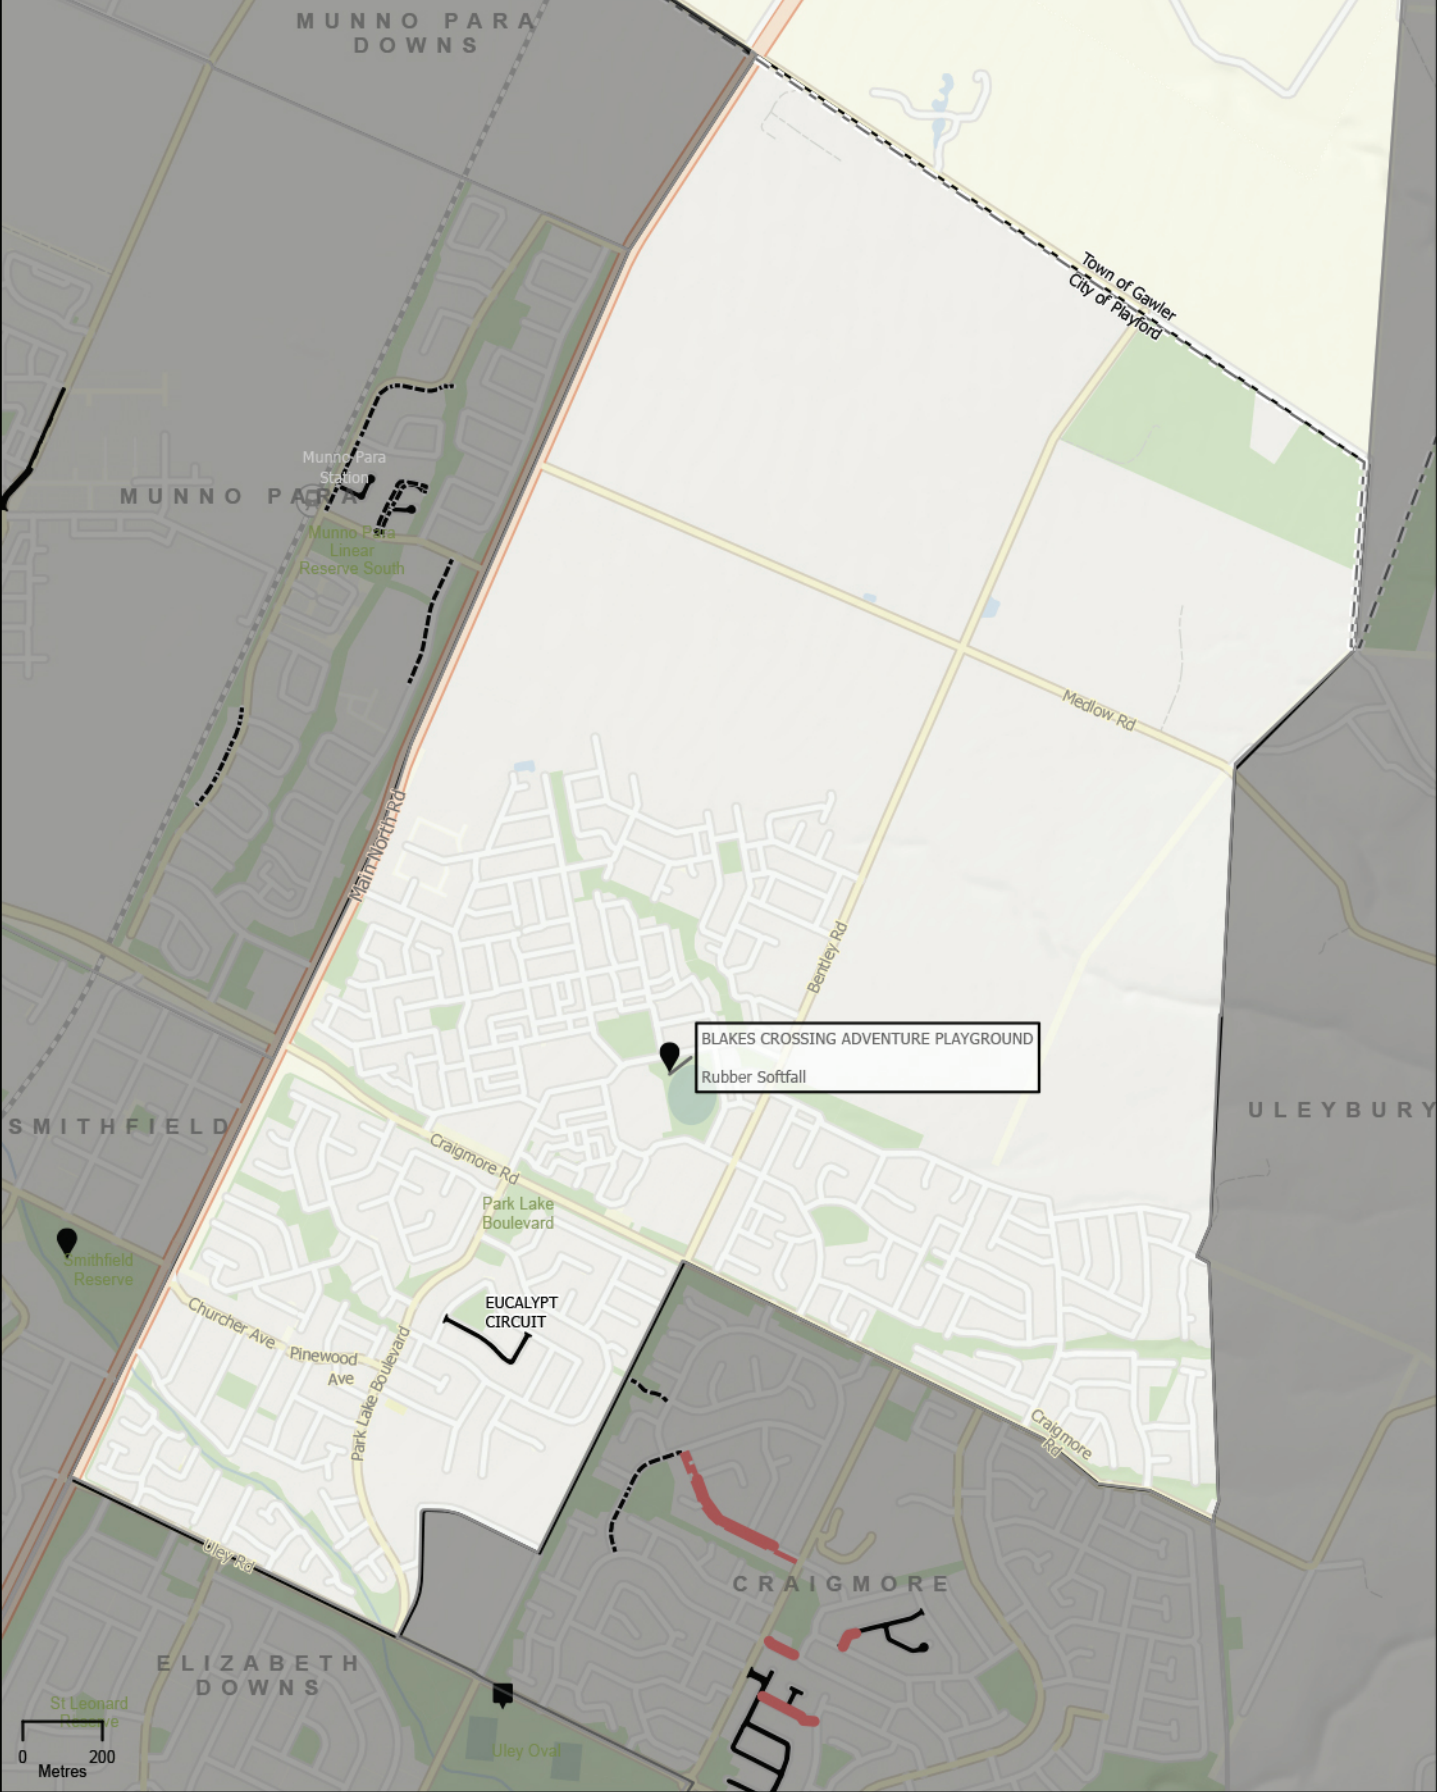 MUNNO PARA
DOWNS
Town of Gawler
City of Playford
Munno Para
Station
MUNNO PARA
Munno Para
Linear
Reserve South
Medlow Rd
Main North Rd
Bentley Rd
BLAKES CROSSING ADVENTURE PLAYGROUND
Rubber Softfall
SMITHFIELD
ULEYBURY
Craigmore Rd
Park Lake
Boulevard
Smithfield
Reserve
EUCALYPT
CIRCUIT
Churcher Ave
Pinewood
Ave
Park Lake Boulevard
Craigmore
Rd
Uley Rd
CRAIGMORE
ELIZABETH
DOWNS
St Leonard
Reserve
Uley Oval
0 200
Metres